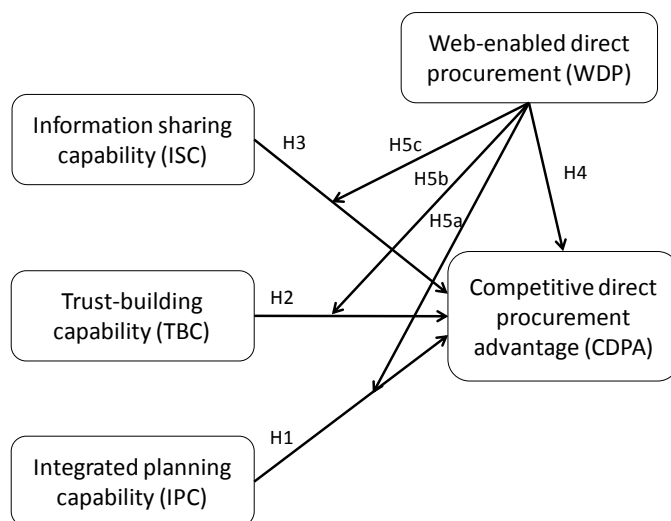 Web-enabled direct
procurement (WDP)
Information sharing
capability (ISC)
H3
H5c
H5b
H5a
H4
Trust-building
capability (TBC)
H2
Competitive direct
procurement
advantage (CDPA)
H1
Integrated planning
capability (IPC)